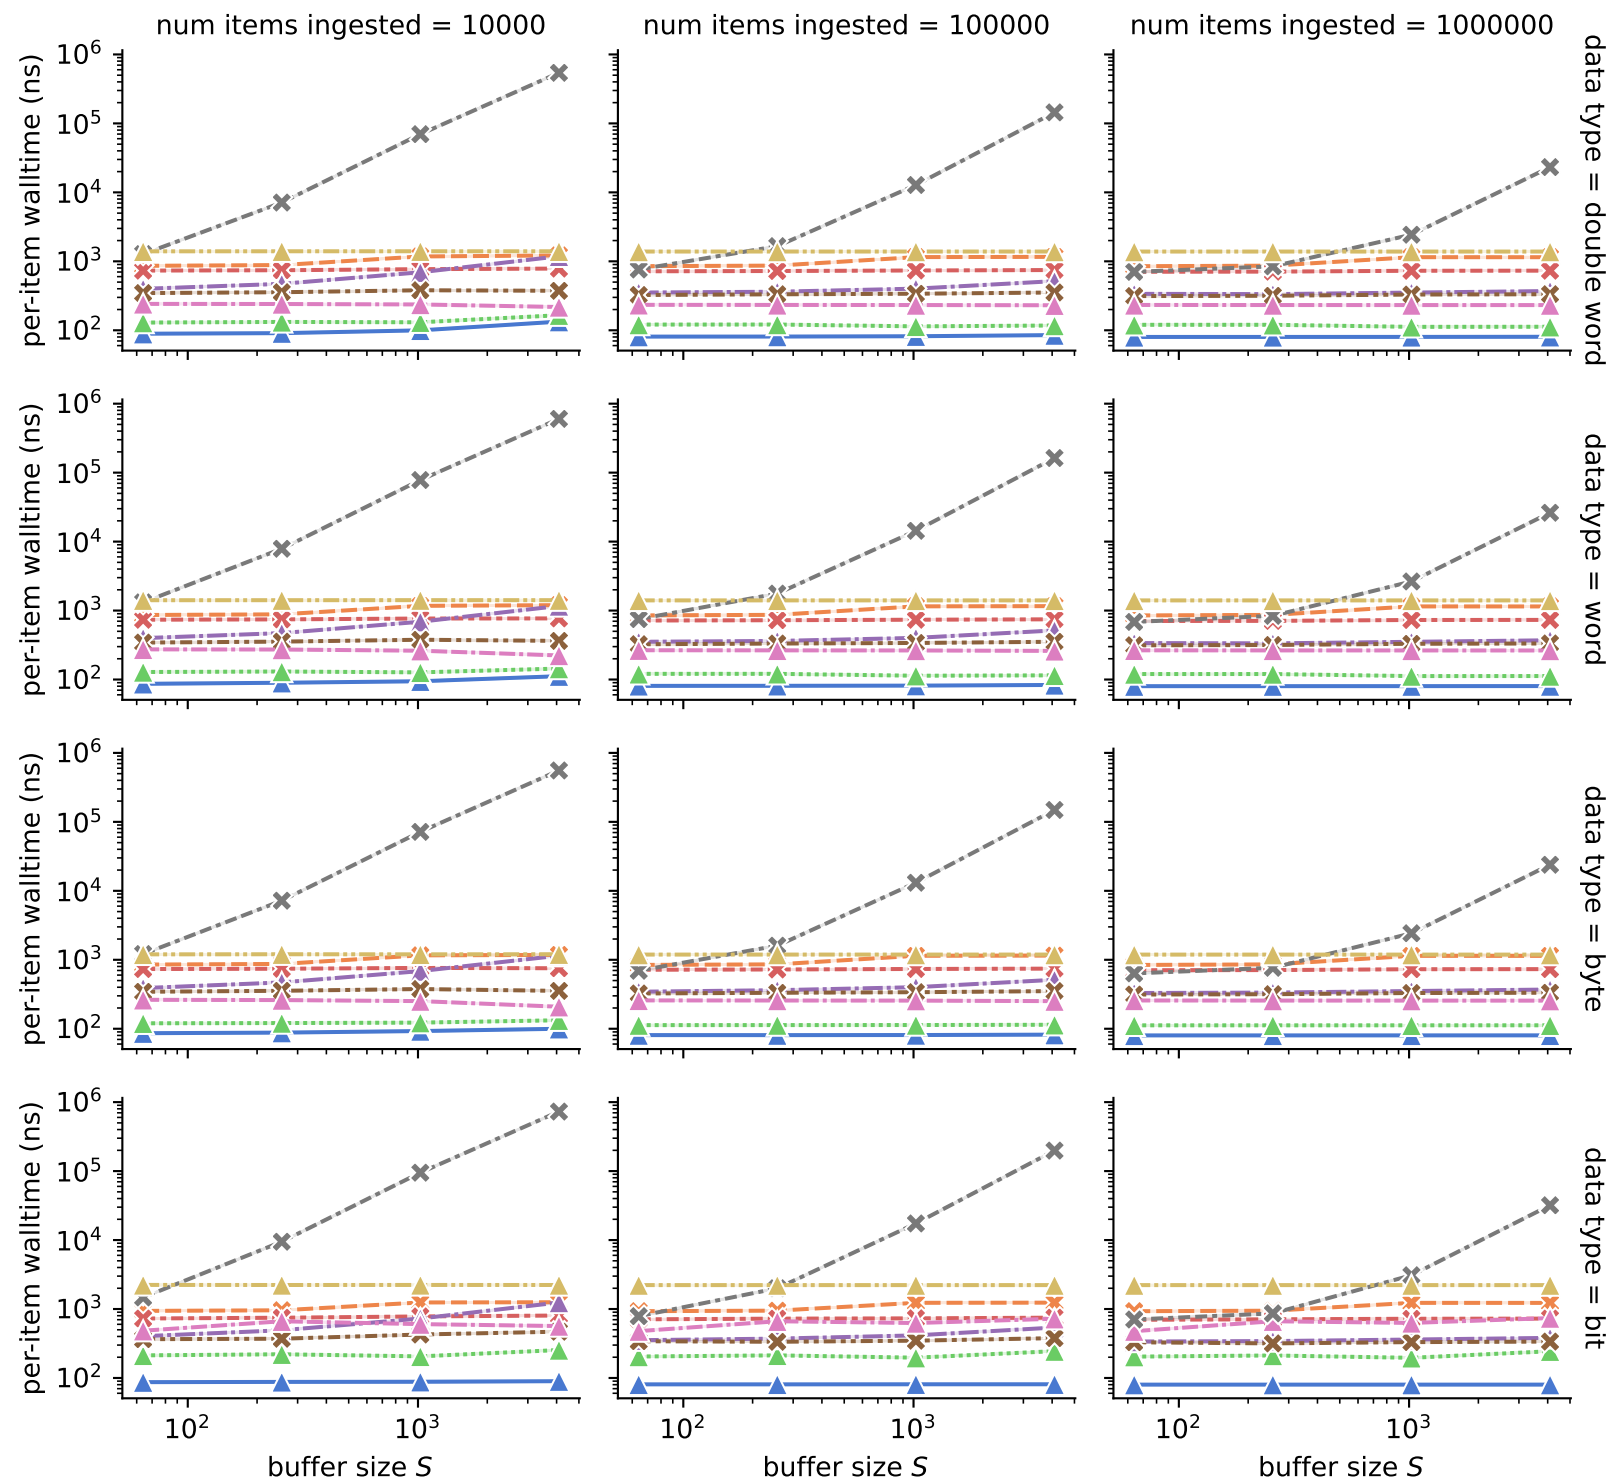 num items ingested = 10000
num items ingested = 100000
num items ingested = 1000000
per-item walltime (ns)
10^6
10^5
10^4
10^3
10^2
data type = double word
per-item walltime (ns)
10^6
10^5
10^4
10^3
10^2
data type = word
per-item walltime (ns)
10^6
10^5
10^4
10^3
10^2
data type = byte
per-item walltime (ns)
10^6
10^5
10^4
10^3
10^2
data type = bit
10^2 10^3
10^2 10^3
10^2 10^3
buffer size S
buffer size S
buffer size S